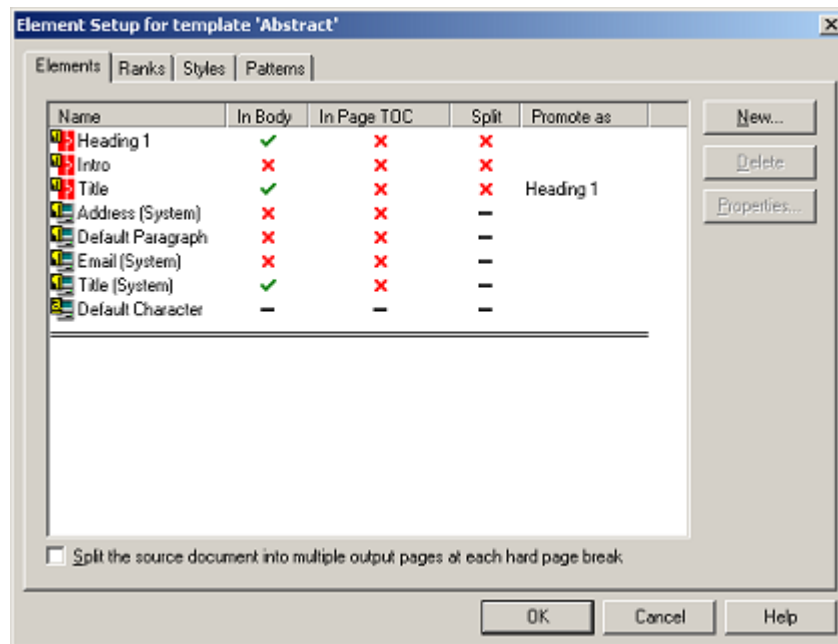 Element Setup for template 'Abstract'
Elements Ranks Styles Patterns
Name In Body In Page TOC Split Promote as
Heading 1
Intro
Title Heading 1
Address (System)
Default Paragraph
Email (System)
Title (System)
Default Character
New...
Delete
Properties...
Split the source document into multiple output pages at each hard page break
OK Cancel Help